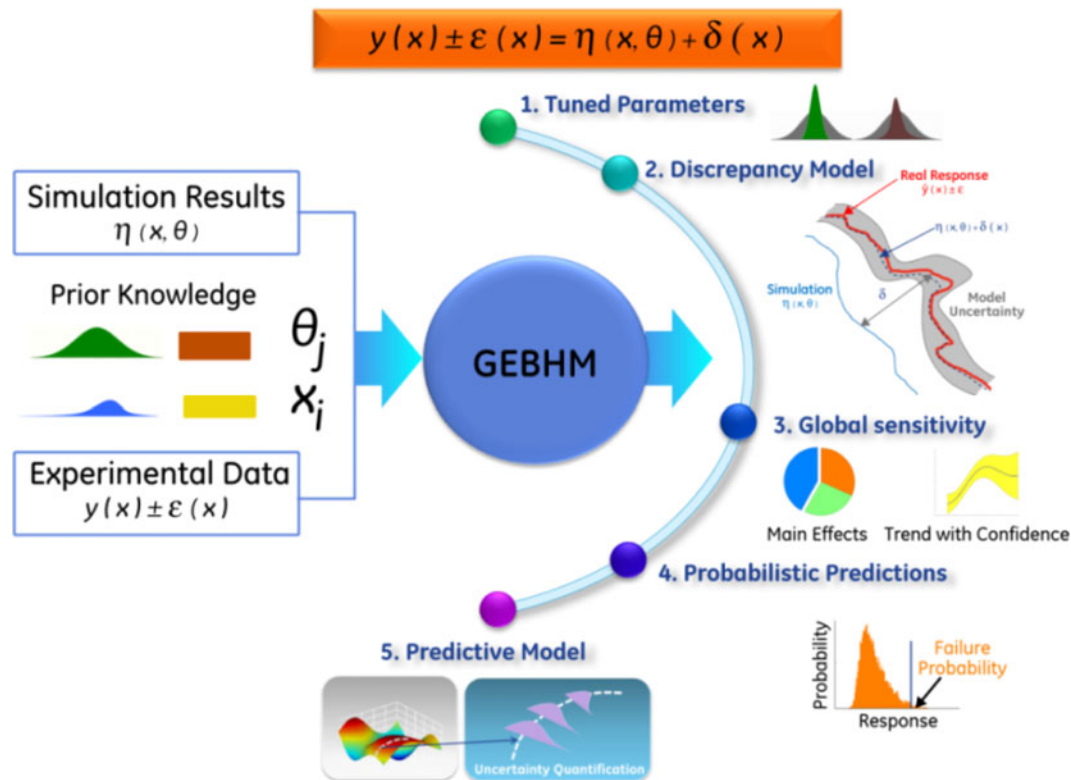 y(x) ± ε(x) = η(x, θ) + δ(x)
1. Tuned Parameters
2. Discrepancy Model
Real Response
ŷ(x) ± ε
η(x, θ) + δ(x)
Simulation
η(x, θ)
δ
Model
Uncertainty
Simulation Results
η(x, θ)
Prior Knowledge
θj
xi
Experimental Data
y(x) ± ε(x)
GEBHM
3. Global sensitivity
Main Effects
Trend with Confidence
4. Probabilistic Predictions
Probability
Failure
Probability
Response
5. Predictive Model
Uncertainty Quantification